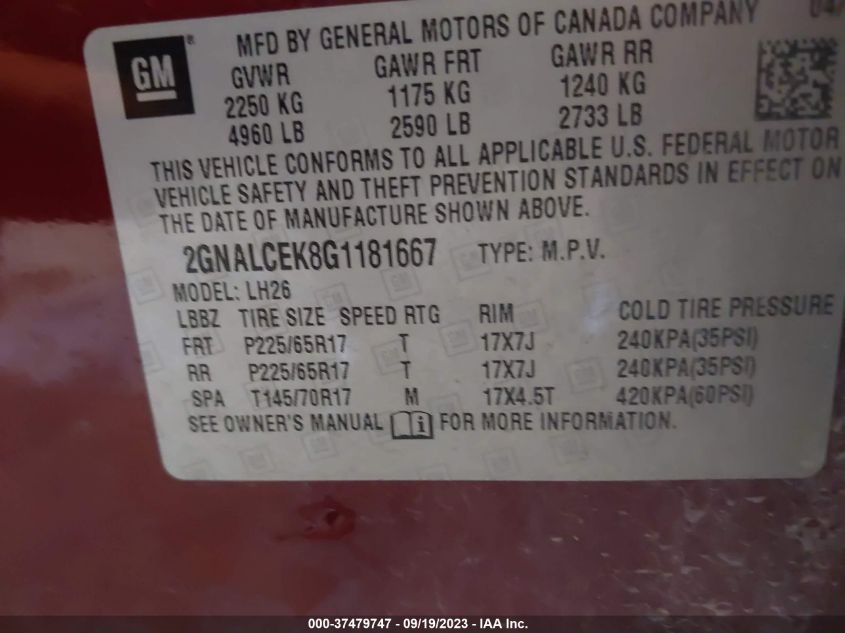 GM
MFD BY GENERAL MOTORS OF CANADA COMPANY 04
GVWR GAWR FRT GAWR RR
2250 KG 1175 KG 1240 KG
4960 LB 2590 LB 2733 LB
THIS VEHICLE CONFORMS TO ALL APPLICABLE U.S. FEDERAL MOTOR
VEHICLE SAFETY AND THEFT PREVENTION STANDARDS IN EFFECT ON
THE DATE OF MANUFACTURE SHOWN ABOVE.
2GNALCEK8G1181667 TYPE: M.P.V.
MODEL: LH26
LBBZ TIRE SIZE SPEED RTG RIM COLD TIRE PRESSURE
FRT P225/65R17 T 17X7J 240KPA(35PSI)
RR P225/65R17 T 17X7J 240KPA(35PSI)
SPA T145/70R17 M 17X4.5T 420KPA(60PSI)
SEE OWNER'S MANUAL i FOR MORE INFORMATION.
000-37479747 - 09/19/2023 - IAA Inc.